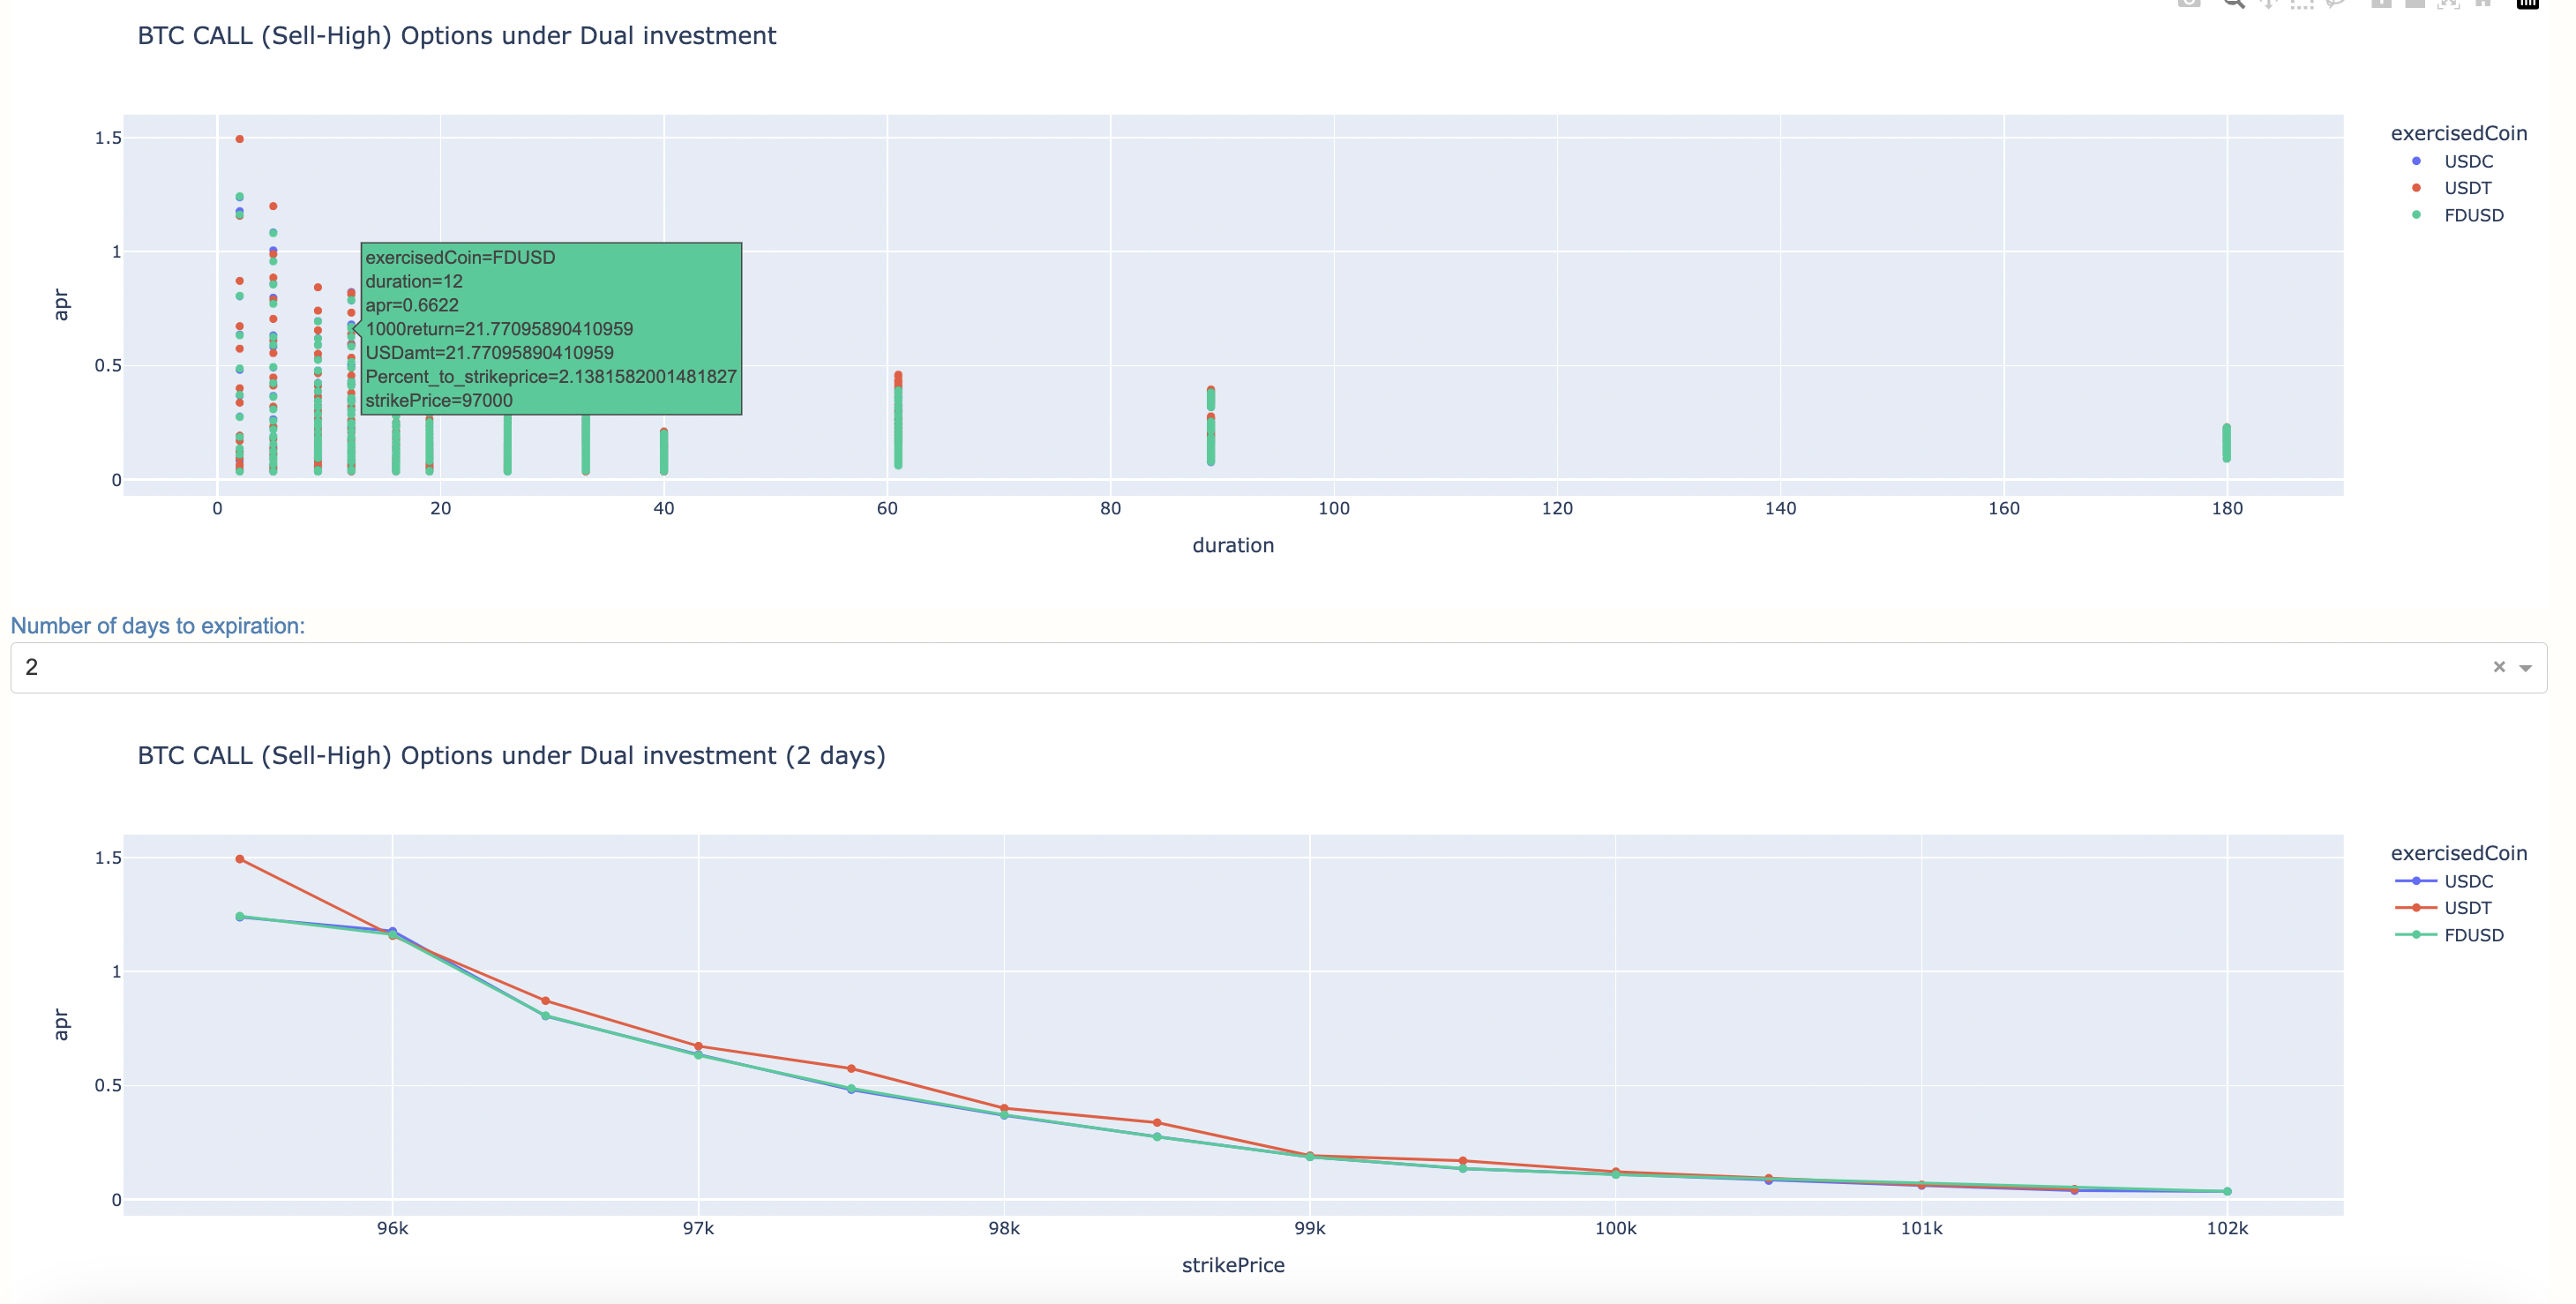 BTC CALL (Sell-High) Options under Dual investment
1.5
1
0.5
0
apr
exercisedCoin=FDUSD
duration=12
apr=0.6622
1000return=21.77095890410959
USDamt=21.77095890410959
Percent_to_strikeprice=2.1381582001481827
strikePrice=97000
0 20 40 60 80 100 120 140 160 180
duration
exercisedCoin
USDC
USDT
FDUSD
Number of days to expiration:
2
BTC CALL (Sell-High) Options under Dual investment (2 days)
1.5
1
0.5
0
apr
96k 97k 98k 99k 100k 101k 102k
strikePrice
exercisedCoin
USDC
USDT
FDUSD